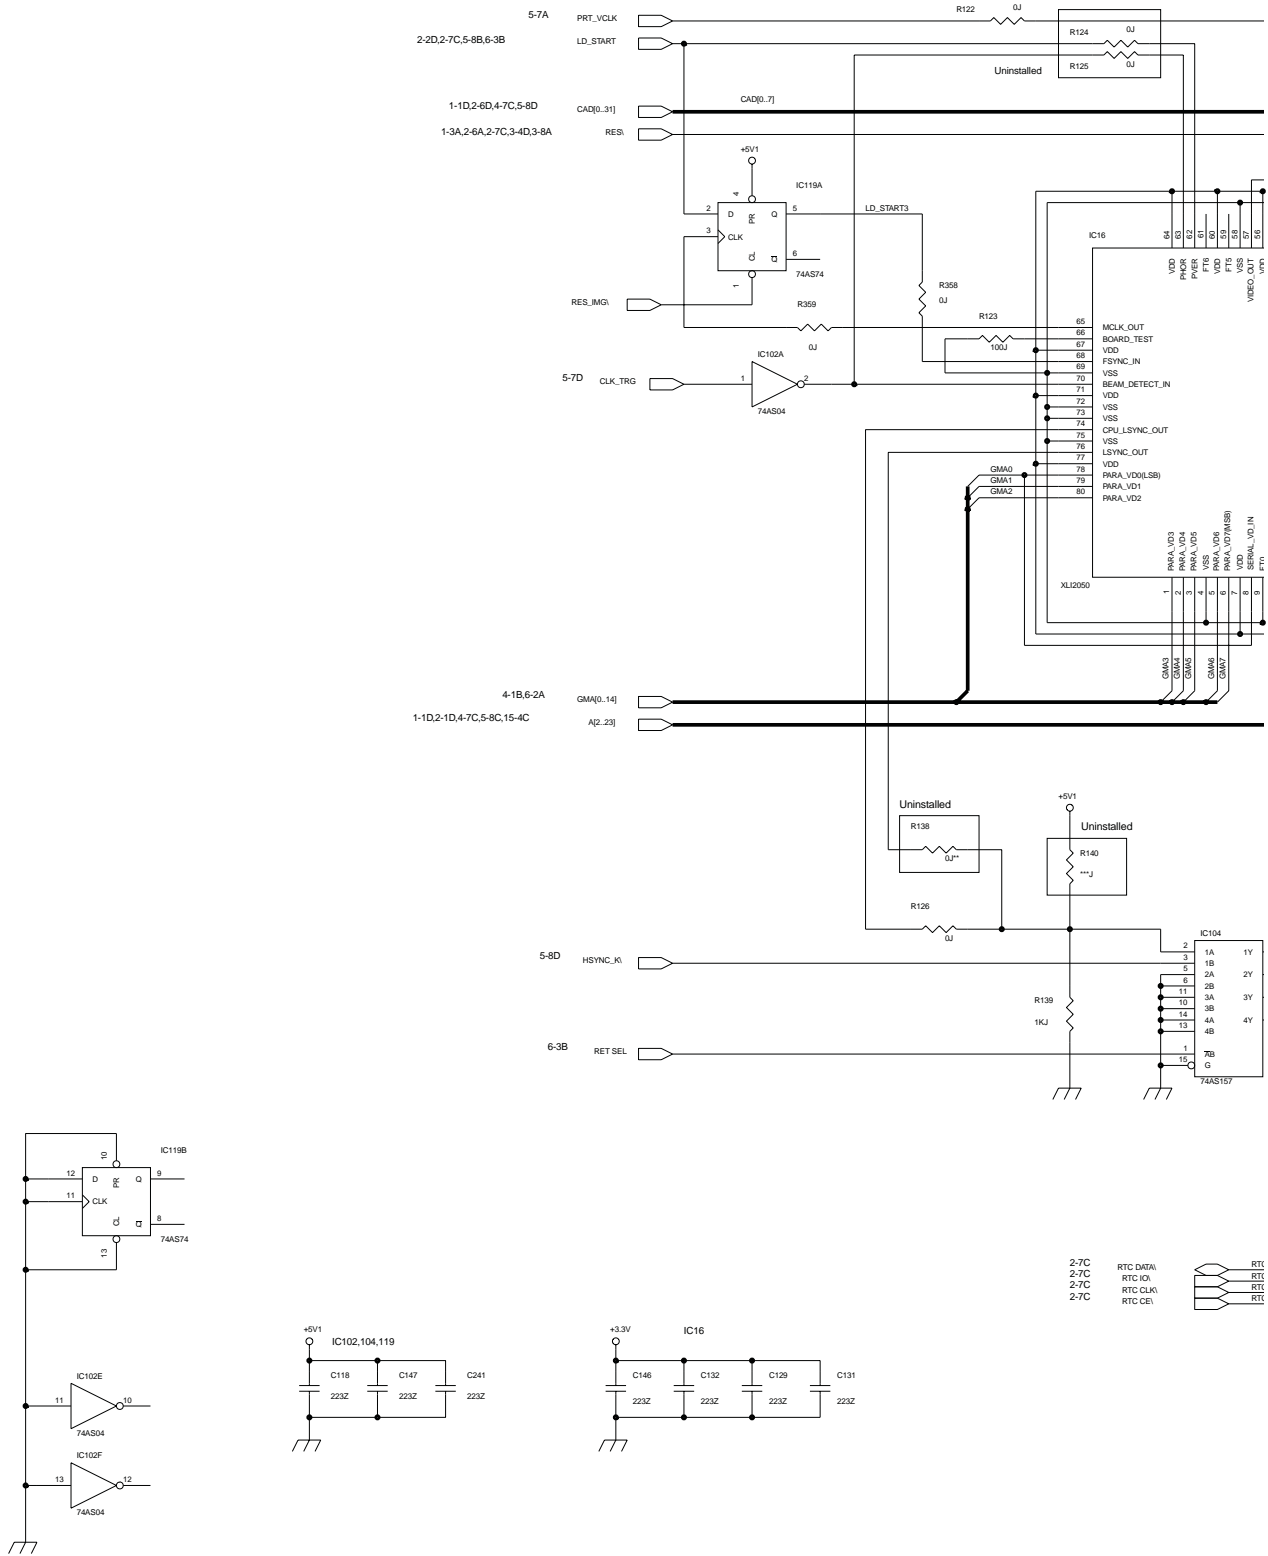 5-7A PRT_VCLK R122 0J
2-2D,2-7C,5-8B,6-3B LD_START R124 0J
R125 0J
Uninstalled
1-1D,2-6D,4-7C,5-8D CAD[0..31] CAD[0..7]
1-3A,2-6A,2-7C,3-4D,3-8A RES\
+5V1
IC119A
4
2 D PR Q 5 LD_START3
3 CLK
CL Q 6
74AS74
1
RES_IMG\
R358
0J
R359
0J
R123
100J
IC102A
5-7D CLK_TRG 1 2
74AS04
IC16
64 63 62 61 60 59 58 57 56
VDD PHOR PVER FT6 VDD FT5 VSS VIDEO_OUT VDD
65 MCLK_OUT
66 BOARD_TEST
67 VDD
68 FSYNC_IN
69 VSS
70 BEAM_DETECT_IN
71 VDD
72 VSS
73 VSS
74 CPU_LSYNC_OUT
75 VSS
76 LSYNC_OUT
77 VDD
GMA0 78 PARA_VD0(LSB)
GMA1 79 PARA_VD1
GMA2 80 PARA_VD2
PARA_VD3 PARA_VD4 PARA_VD5 VSS PARA_VD6 PARA_VD7(MSB) VDD SERIAL_VD_IN FT0
XLI2050
1 2 3 4 5 6 7 8 9
GMA3 GMA4 GMA5 GMA6 GMA7
4-1B,6-2A GMA[0..14]
1-1D,2-1D,4-7C,5-8C,15-4C A[2..23]
Uninstalled
R138
0J**
+5V1
Uninstalled
R140
***J
R126
0J
R139
1KJ
5-8D HSYNC_K\
6-3B RET SEL
IC104
2 1A 1Y
3 1B
5 2A 2Y
6 2B
11 3A 3Y
10 3B
14 4A 4Y
13 4B
1 AB
15 G
74AS157
IC119B
10
12 D PR Q 9
11 CLK
CL Q 8
74AS74
13
2-7C RTC DATA\
2-7C RTC IO\
2-7C RTC CLK\
2-7C RTC CE\
+5V1 IC102,104,119
C118 C147 C241
223Z 223Z 223Z
+3.3V IC16
C146 C132 C129 C131
223Z 223Z 223Z 223Z
IC102E
11 10
74AS04
IC102F
13 12
74AS04